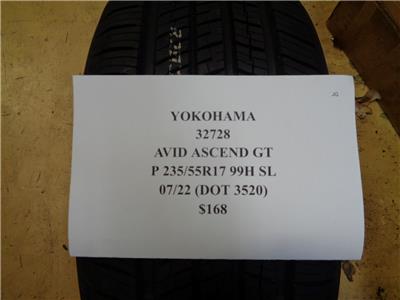 YOKOHAMA
32728
AVID ASCEND GT
P 235/55R17 99H SL
07/22 (DOT 3520)
$168